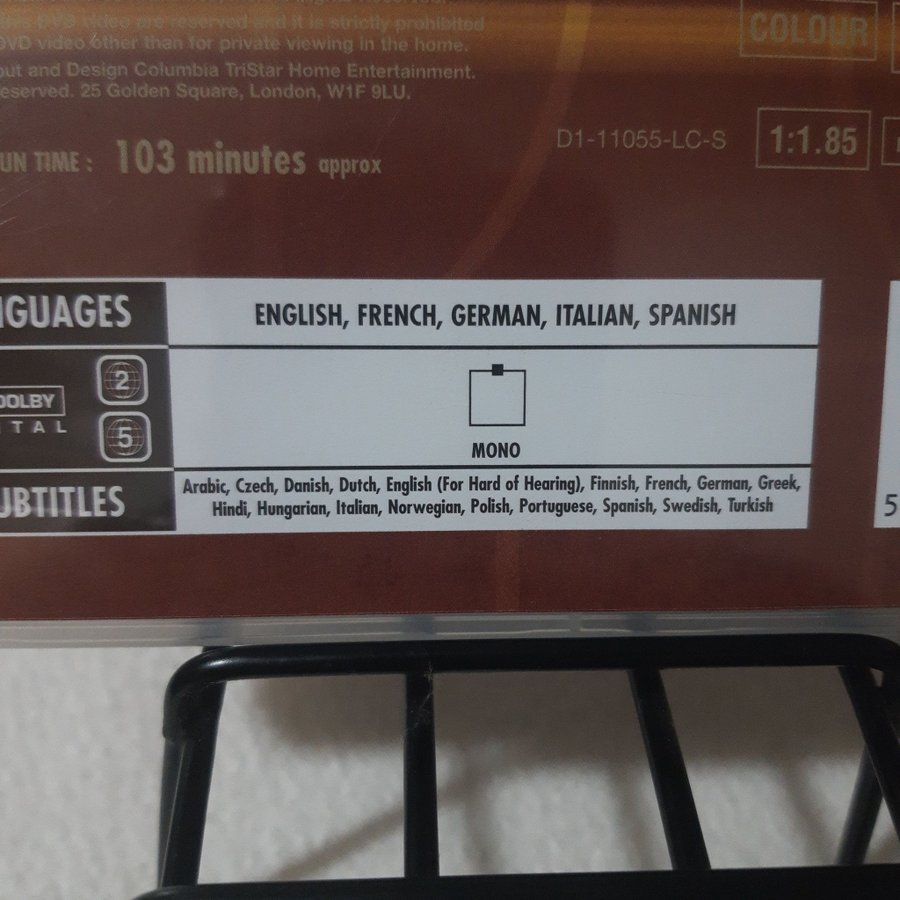 DVD video are reserved and it is strictly prohibited
DVD video other than for private viewing in the home.
out and Design Columbia TriStar Home Entertainment.
eserved. 25 Golden Square, London, W1F 9LU.
COLOUR
UN TIME : 103 minutes approx
D1-11055-LC-S
1:1.85
NGUAGES
ENGLISH, FRENCH, GERMAN, ITALIAN, SPANISH
DOLBY
ITAL
2
5
MONO
UBTITLES
Arabic, Czech, Danish, Dutch, English (For Hard of Hearing), Finnish, French, German, Greek,
Hindi, Hungarian, Italian, Norwegian, Polish, Portuguese, Spanish, Swedish, Turkish
5